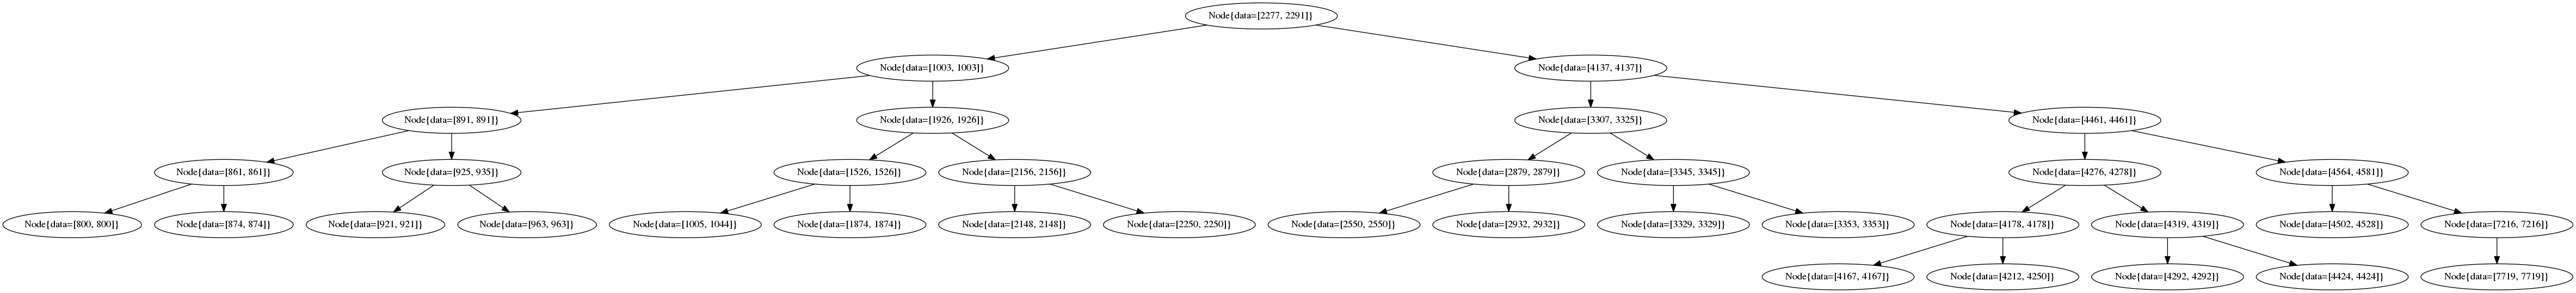 Node{data=[2277, 2291]}
Node{data=[1003, 1003]}
Node{data=[4137, 4137]}
Node{data=[891, 891]}
Node{data=[1926, 1926]}
Node{data=[3307, 3325]}
Node{data=[4461, 4461]}
Node{data=[861, 861]}
Node{data=[925, 935]}
Node{data=[1526, 1526]}
Node{data=[2156, 2156]}
Node{data=[2879, 2879]}
Node{data=[3345, 3345]}
Node{data=[4276, 4278]}
Node{data=[4564, 4581]}
Node{data=[800, 800]}
Node{data=[874, 874]}
Node{data=[921, 921]}
Node{data=[963, 963]}
Node{data=[1005, 1044]}
Node{data=[1874, 1874]}
Node{data=[2148, 2148]}
Node{data=[2250, 2250]}
Node{data=[2550, 2550]}
Node{data=[2932, 2932]}
Node{data=[3329, 3329]}
Node{data=[3353, 3353]}
Node{data=[4178, 4178]}
Node{data=[4319, 4319]}
Node{data=[4502, 4528]}
Node{data=[7216, 7216]}
Node{data=[4167, 4167]}
Node{data=[4212, 4250]}
Node{data=[4292, 4292]}
Node{data=[4424, 4424]}
Node{data=[7719, 7719]}